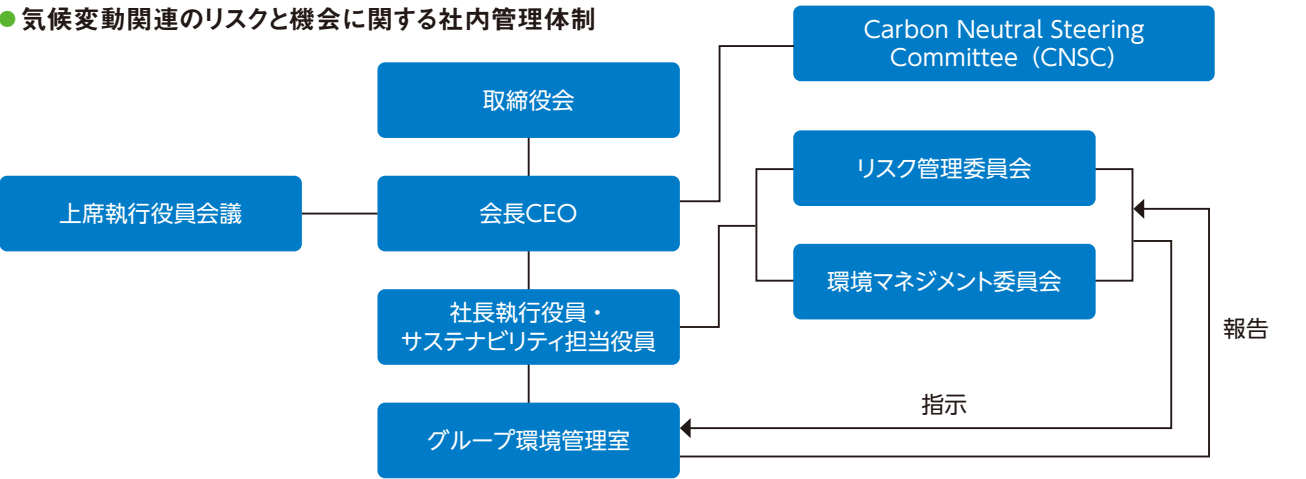 ● 気候変動関連のリスクと機会に関する社内管理体制
Carbon Neutral Steering
Committee（CNSC）
取締役会
リスク管理委員会
上席執行役員会議
会長CEO
環境マネジメント委員会
社長執行役員・
サステナビリティ担当役員
報告
指示
グループ環境管理室